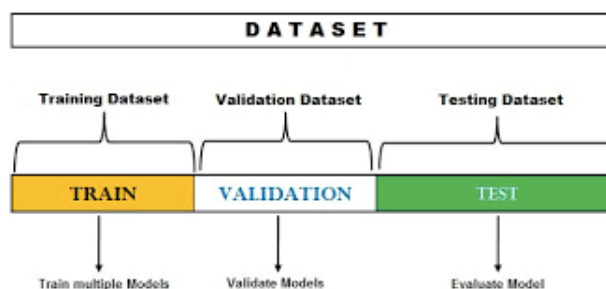 DATASET
Training Dataset Validation Dataset Testing Dataset
TRAIN VALIDATION TEST
Train multiple Models Validate Models Evaluate Model